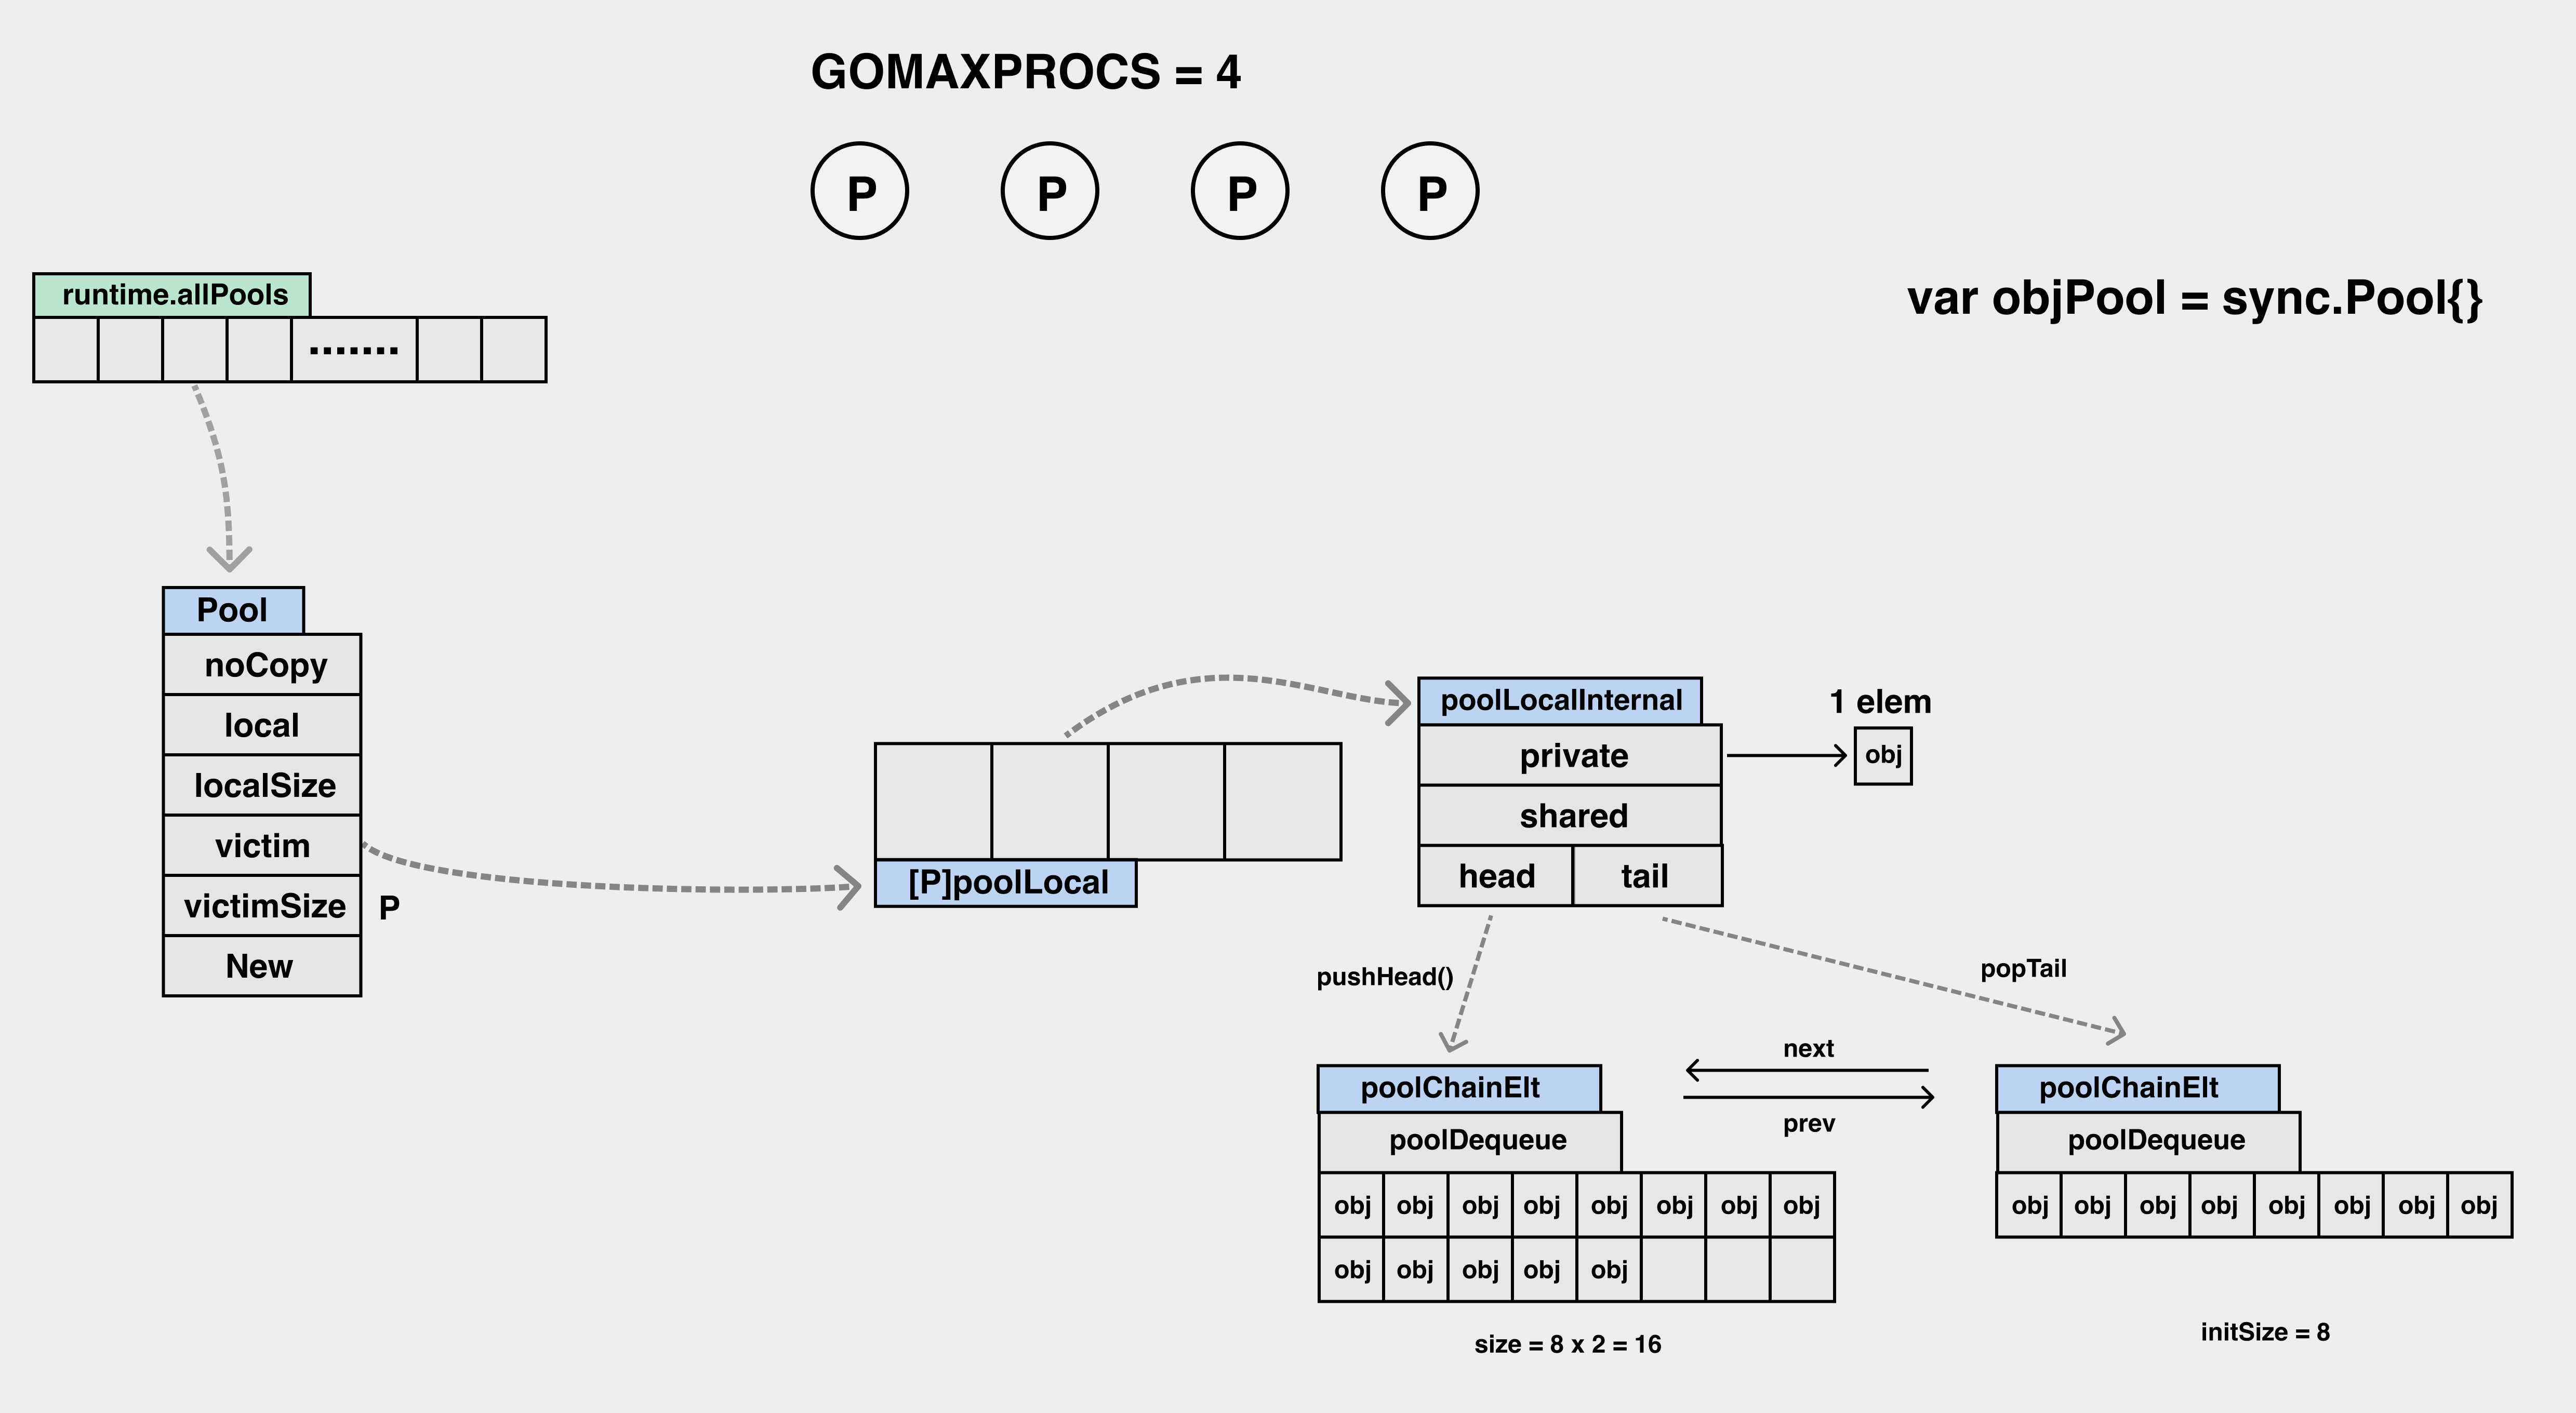 GOMAXPROCS = 4
P P P P
runtime.allPools
.......
var objPool = sync.Pool{}
Pool
noCopy
local
localSize
victim
victimSize P
New
[P]poolLocal
poolLocalInternal
private
shared
head tail
1 elem
obj
pushHead()
popTail
next
prev
poolChainElt
poolDequeue
obj obj obj obj obj obj obj obj
obj obj obj obj obj
size = 8 x 2 = 16
poolChainElt
poolDequeue
obj obj obj obj obj obj obj obj
initSize = 8